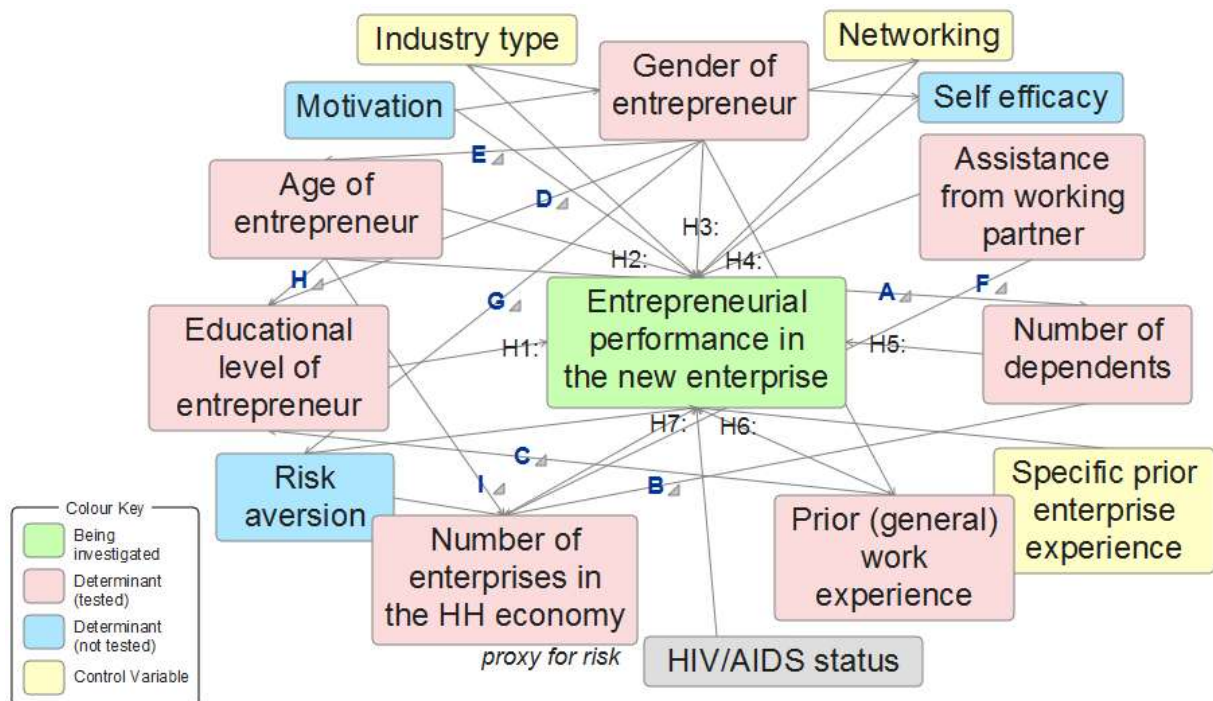 Industry type
Networking
Gender of
entrepreneur
Motivation
Self efficacy
E
Assistance
from working
partner
Age of
entrepreneur
D
H3:
H2:
H4:
H
G
A
F
Entrepreneurial
performance in
the new enterprise
Educational
level of
entrepreneur
H1:
H5:
Number of
dependents
H7:
H6:
C
I
B
Risk
aversion
Specific prior
enterprise
experience
Number of
enterprises in
the HH economy
Prior (general)
work
experience
proxy for risk
HIV/AIDS status
Colour Key
Being
investigated
Determinant
(tested)
Determinant
(not tested)
Control Variable